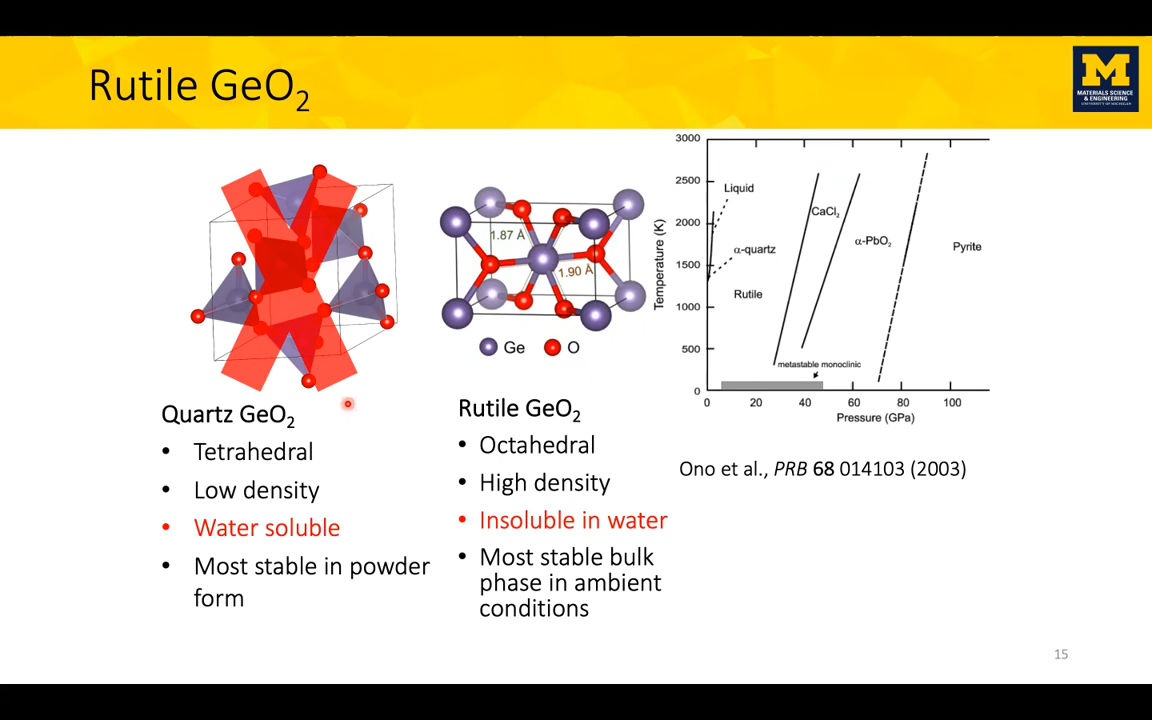 Rutile GeO₂
M
MATERIALS SCIENCE
& ENGINEERING
UNIVERSITY OF MICHIGAN
1.87 Å
1.90 Å
Ge
O
Quartz GeO₂
• Tetrahedral
• Low density
• Water soluble
• Most stable in powder
form
Rutile GeO₂
• Octahedral
• High density
• Insoluble in water
• Most stable bulk
phase in ambient
conditions
3000
2500
2000
1500
1000
500
0
Temperature (K)
Liquid
α-quartz
Rutile
CaCl₂
α-PbO₂
Pyrite
metastable monoclinic
0 20 40 60 80 100
Pressure (GPa)
Ono et al., PRB 68 014103 (2003)
15